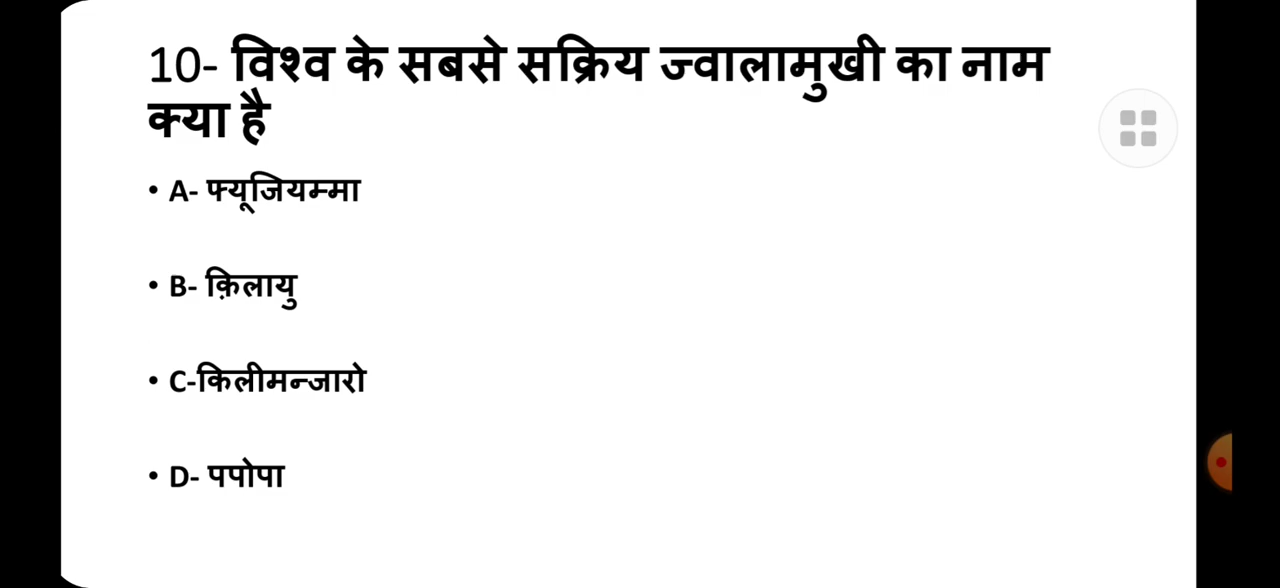 10- विश्व के सबसे सक्रिय ज्वालामुखी का नाम
क्या है
• A- फ्यूजियम्मा
• B- क़िलायु
• C-किलीमन्जारो
• D- पपोपा